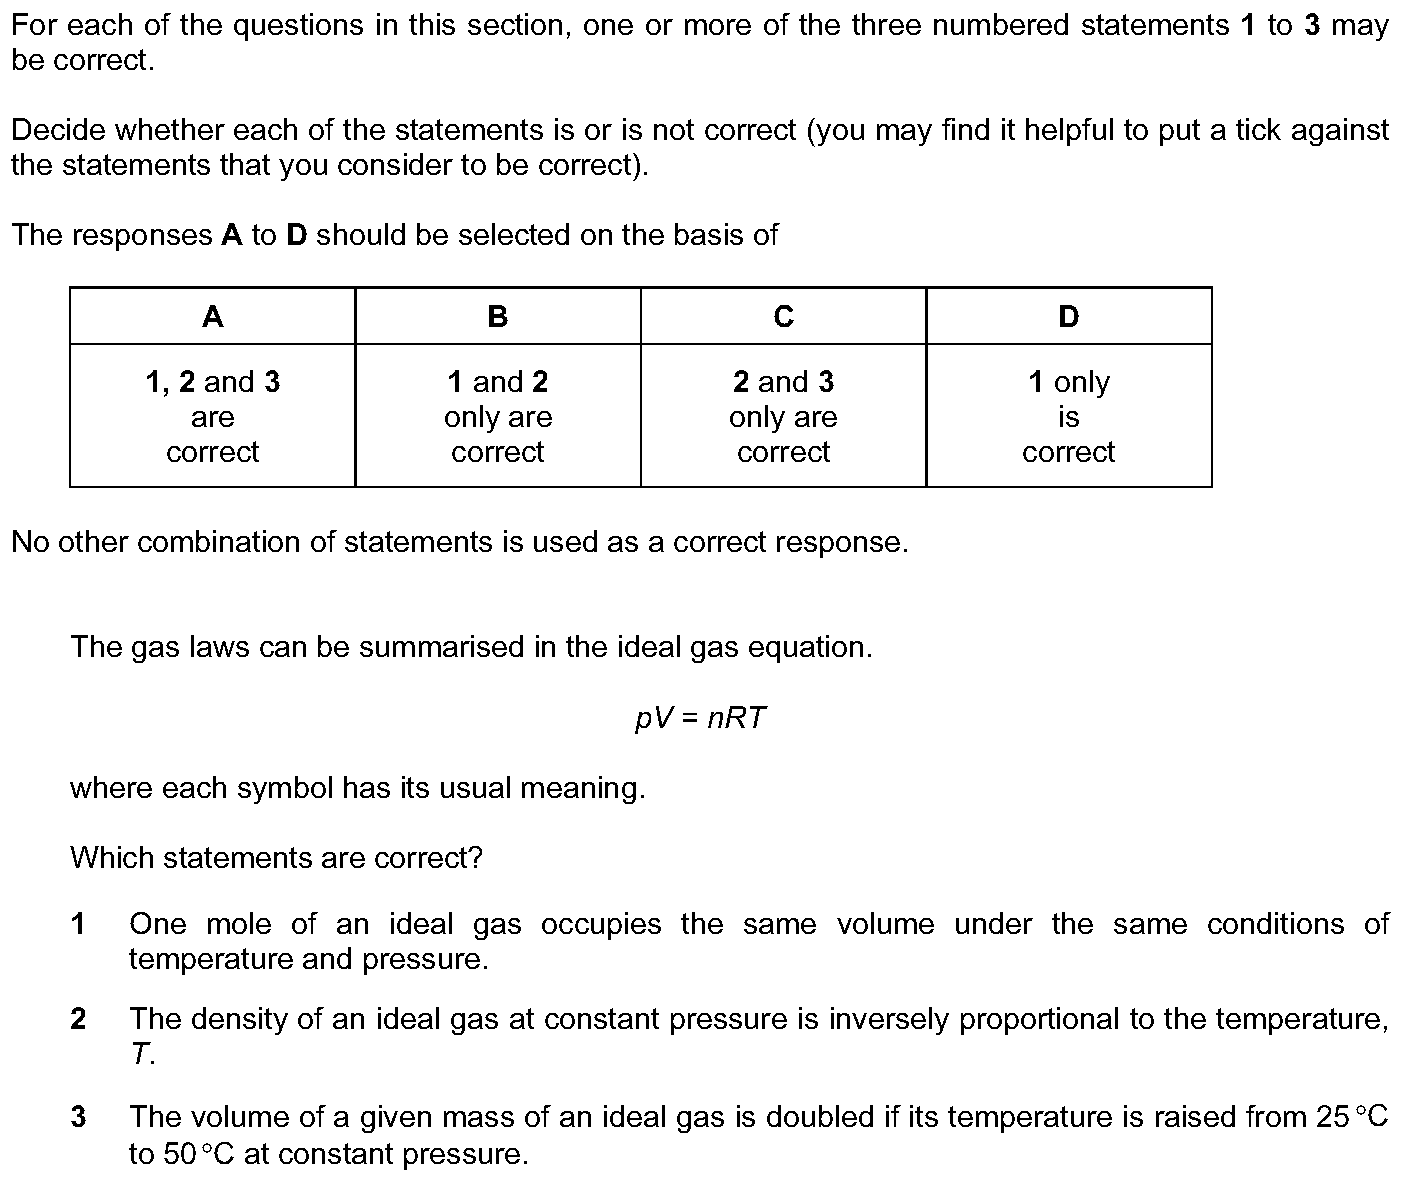 For each of the questions in this section, one or more of the three numbered statements 1 to 3 may
be correct.
Decide whether each of the statements is or is not correct (you may find it helpful to put a tick against
the statements that you consider to be correct).
The responses A to D should be selected on the basis of
A B C D
1, 2 and 3 1 and 2 2 and 3 1 only
are only are only are is
correct correct correct correct
No other combination of statements is used as a correct response.
The gas laws can be summarised in the ideal gas equation.
pV = nRT
where each symbol has its usual meaning.
Which statements are correct?
1 One mole of an ideal gas occupies the same volume under the same conditions of
temperature and pressure.
2 The density of an ideal gas at constant pressure is inversely proportional to the temperature,
T.
3 The volume of a given mass of an ideal gas is doubled if its temperature is raised from 25 °C
to 50 °C at constant pressure.